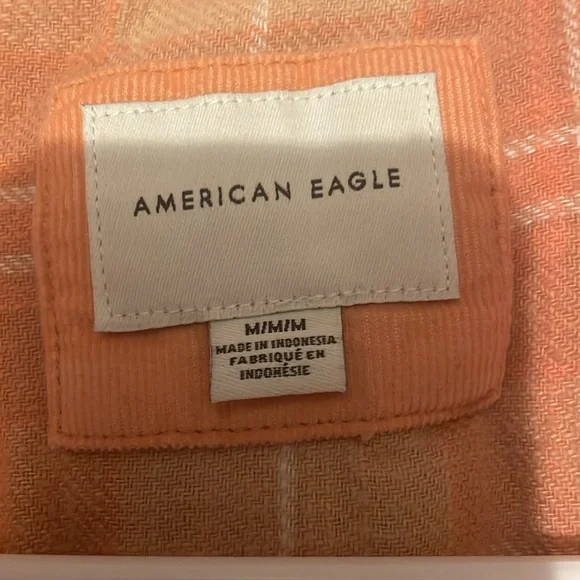 AMERICAN EAGLE
M/M/M
MADE IN INDONESIA
FABRIQUÉ EN
INDONÉSIE